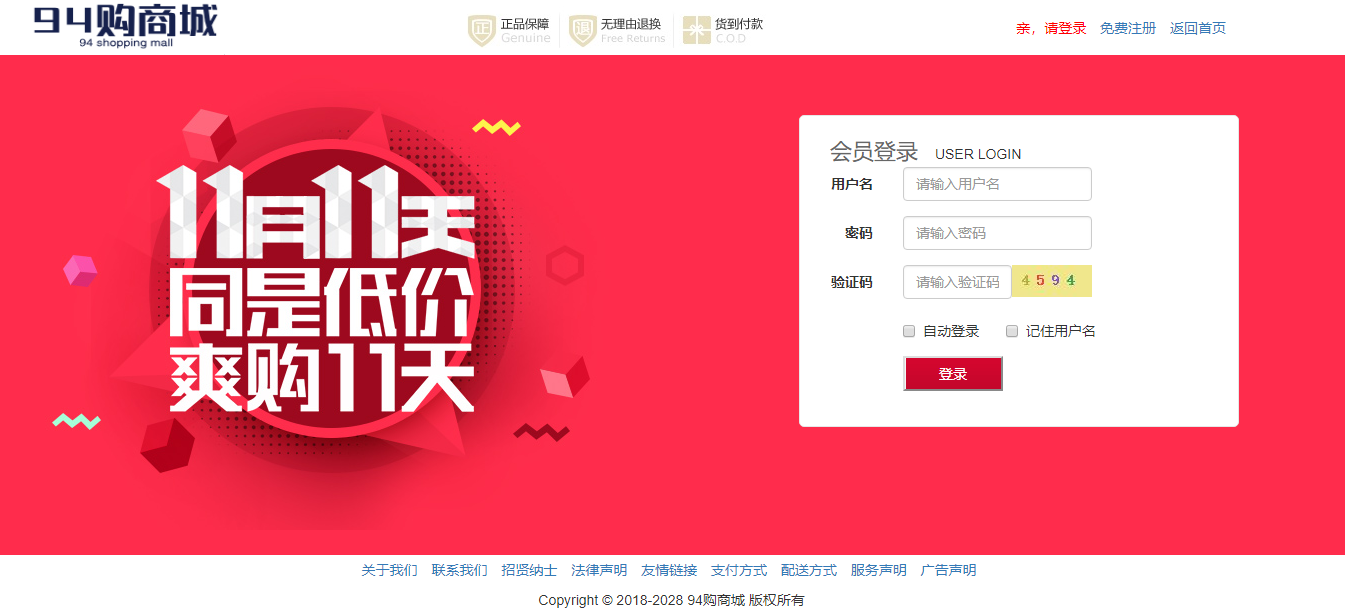 94购商城
94 shopping mall
正 正品保障
Genuine
退 无理由退换
Free Returns
货到付款
C.O.D
亲，请登录 免费注册 返回首页
11月11天
同是低价
爽购11天
会员登录 USER LOGIN
用户名 请输入用户名
密码 请输入密码
验证码 请输入验证码 4 5 9 4
自动登录 记住用户名
登录
关于我们 联系我们 招贤纳士 法律声明 友情链接 支付方式 配送方式 服务声明 广告声明
Copyright © 2018-2028 94购商城 版权所有